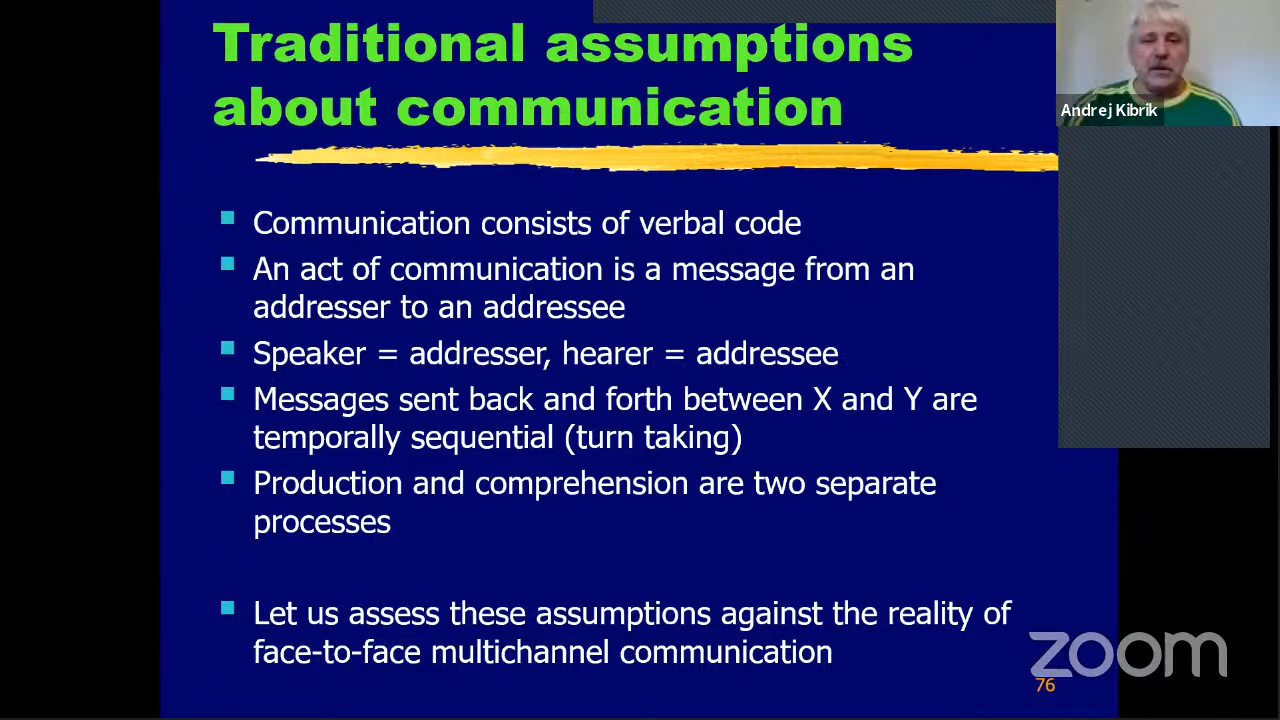 Traditional assumptions
about communication
Andrej Kibrik
Communication consists of verbal code
An act of communication is a message from an
addresser to an addressee
Speaker = addresser, hearer = addressee
Messages sent back and forth between X and Y are
temporally sequential (turn taking)
Production and comprehension are two separate
processes
Let us assess these assumptions against the reality of
face-to-face multichannel communication
zoom
76